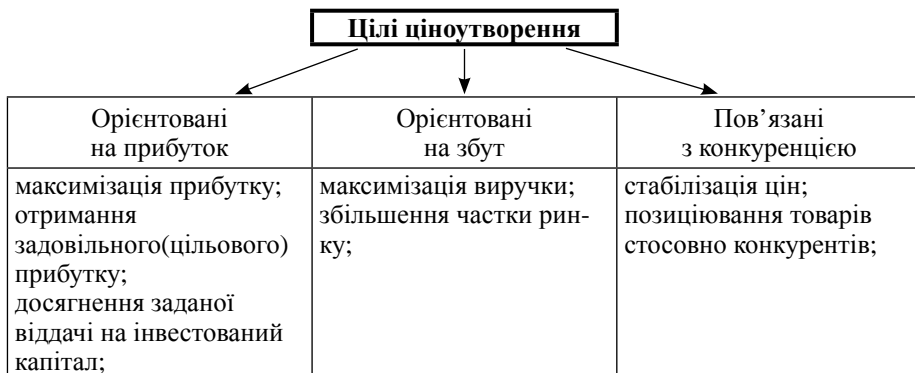 Цілі ціноутворення
Орієнтовані
на прибуток
Орієнтовані
на збут
Пов’язані
з конкуренцією
максимізація прибутку;
отримання
задовільного(цільового)
прибутку;
досягнення заданої
віддачі на інвестований
капітал;
максимізація виручки;
збільшення частки рин-
ку;
стабілізація цін;
позиціювання товарів
стосовно конкурентів;